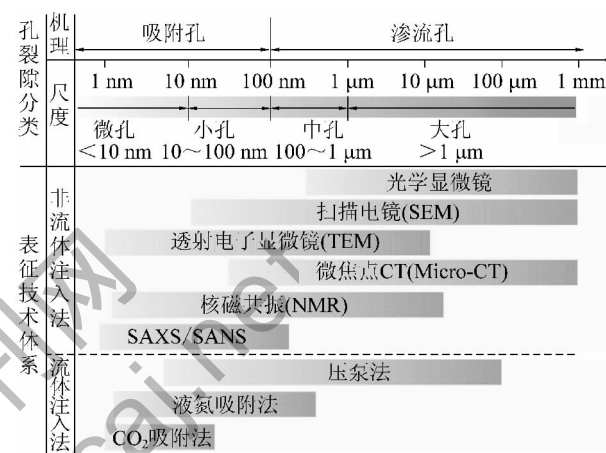 孔裂隙分类
机理
吸附孔
渗流孔
尺度
1 nm
10 nm
100 nm
1 μm
10 μm
100 μm
1 mm
微孔
小孔
中孔
大孔
<10 nm
10～100 nm
100～1 μm
>1 μm
表征技术体系
非流体注入法
光学显微镜
扫描电镜(SEM)
透射电子显微镜(TEM)
微焦点CT(Micro-CT)
核磁共振(NMR)
SAXS/SANS
流体注入法
压泵法
液氮吸附法
CO₂吸附法
刊网
caj.net